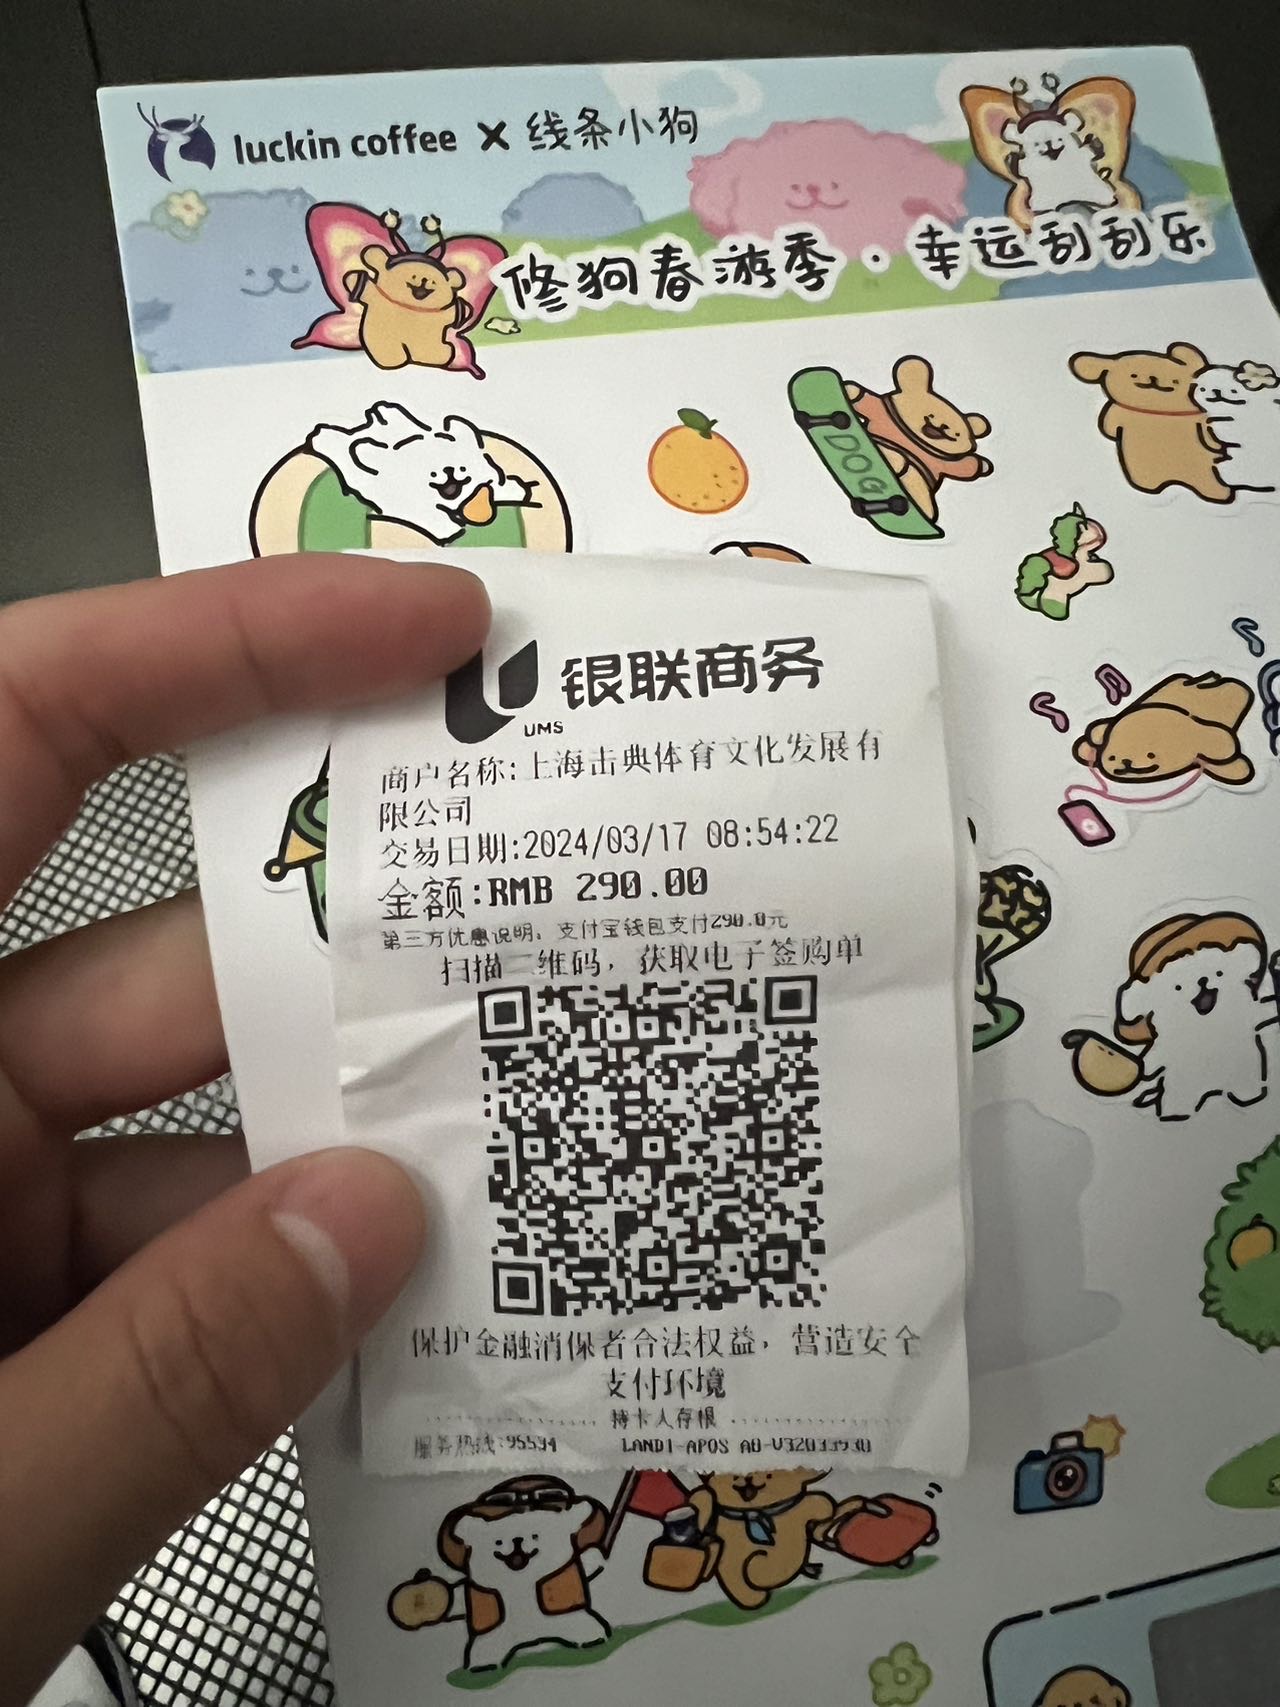 luckin coffee × 线条小狗
修狗春游季·幸运刮刮乐
DOG
银联商务
UMS
商户名称:上海击典体育文化发展有
限公司
交易日期:2024/03/17 08:54:22
金额:RMB 290.00
第三方优惠说明：支付宝钱包支付290.0元
扫描二维码，获取电子签购单
保护金融消保者合法权益，营造安全
支付环境
持卡人存根
服务热线:95534
LANDI-APOS A8-V32033930